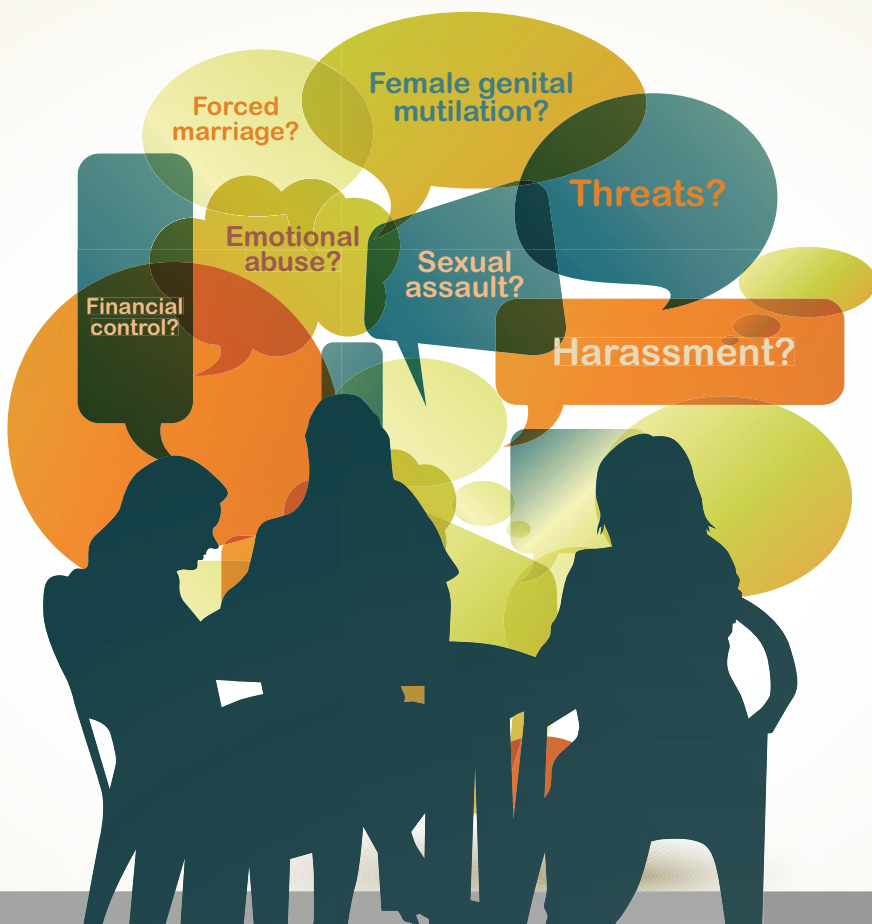 Female genital
mutilation?
Forced
marriage?
Threats?
Emotional
abuse?
Sexual
assault?
Financial
control?
Harassment?